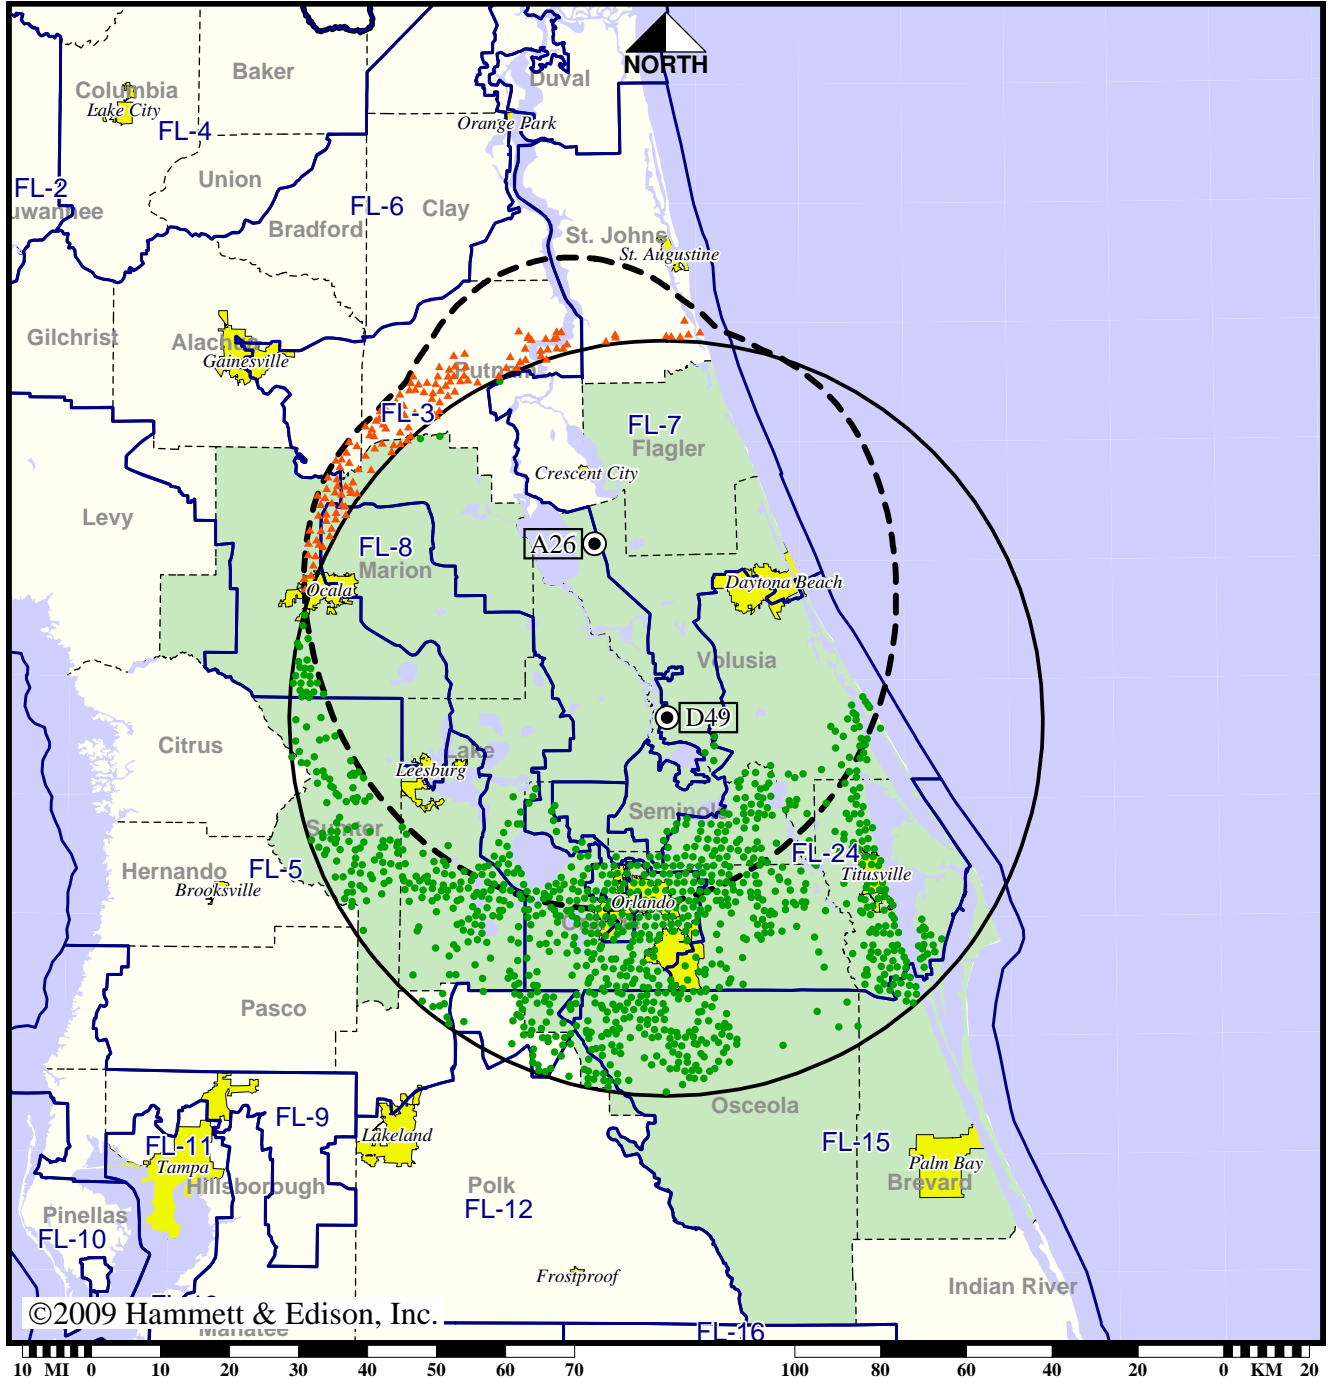 NORTH
Baker
Duval
Columbia
Lake City
FL-4
Orange Park
Union
FL-2
uwannee
FL-6
Clay
Bradford
St. Johns
St. Augustine
Gilchrist
Gainesville
Putnam
FL-3
FL-7
Flagler
Crescent City
Levy
A26
FL-8
Marion
Ocala
Daytona Beach
Volusia
D49
Citrus
Lake
Leesburg
Seminole
Sumter
FL-24
Hernando
FL-5
Titusville
Brooksville
Orlando
Pasco
Osceola
FL-9
Lakeland
FL-11
Tampa
FL-15
Palm Bay
Brevard
Hillsborough
Polk
FL-12
Pinellas
FL-10
Frostproof
Indian River
©2009 Hammett & Edison, Inc.
FL-16
10 MI 0 10 20 30 40 50 60 70 100 80 60 40 20 0 KM 20